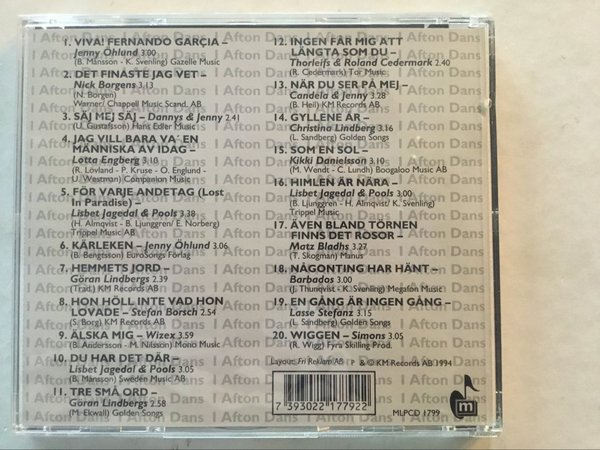 I Afton Dans
1. VIVA! FERNANDO GARÇIA –
Jenny Öhlund 3.00
(B. Månsson - K. Svenling) Gazelle Music
2. DET FINASTE JAG VET –
Nick Borgens 3.13
(N. Borgen)
Warner/ Chappell Music Scand. AB
3. SÄJ MEJ SÄJ – Dannys & Jenny 2.41
(U. Gustafsson) Hans Edler Music
4. JAG VILL BARA VA' EN
MÄNNISKA AV IDAG –
Lotta Engberg 3.10
(R. Lövland - P. Kruse - O. Englund -
U. Westman) Companion Music
5. FÖR VARJE ANDETAG (Lost
In Paradise) –
Lisbet Jagedal & Pools 3.38
(H. Almqvist - B. Ljunggren/ E. Norberg)
Trippel Music AB
6. KÄRLEKEN – Jenny Öhlund 3.06
(B. Bengtsson) EuroSongs Förlag
7. HEMMETS JORD –
Göran Lindbergs 2.39
(Trad.) KM Records AB
8. HON HÖLL INTE VAD HON
LOVADE – Stefan Borsch 2.54
(S. Borg) KM Records AB
9. ÄLSKA MIG – Wizex 3.59
(B. Andersson - M. Nilsson) Mono Music
10. DU HAR DET DÄR –
Lisbet Jagedal & Pools 3.05
(B. Månsson) Sweden Music AB
11. TRE SMÅ ORD –
Göran Lindbergs 2.58
(M. Ekwall) Golden Songs
12. INGEN FÅR MIG ATT
LÄNGTA SOM DU –
Thorleifs & Roland Cedermark 2.40
(R. Cedermark) Tor Music
13. NÄR DU SER PÅ MEJ –
Candela & Jenny 3.28
(B. Heil) KM Records AB
14. GYLLENE ÅR –
Christina Lindberg 3.16
(L. Sandberg) Golden Songs
15. SOM EN SOL –
Kikki Danielsson 3.10
(M. Wendt - C. Lundh) Boogaloo Music AB
16. HIMLEN ÄR NÄRA –
Lisbet Jagedal & Pools 3.00
(B. Ljunggren - H. Almqvist/ K. Svenling)
Trippel Music
17. ÄVEN BLAND TÖRNEN
FINNS DET ROSOR –
Matz Bladhs 3.27
(T. Skogman) Manus
18. NÅGONTING HAR HÄNT –
Barbados 3.00
(J. Thunqvist - K. Svenling) Megafon Music
19. EN GÅNG ÄR INGEN GÅNG –
Lasse Stefanz 3.15
(L. Sandberg) Golden Songs
20. WIGGEN – Simons 3.05
(R. Wigg) Fyra Skilling Prod.
Layout: Fri Reklam AB P & © KM Records AB 1994
7 393022 177922
MLPCD 1799
m